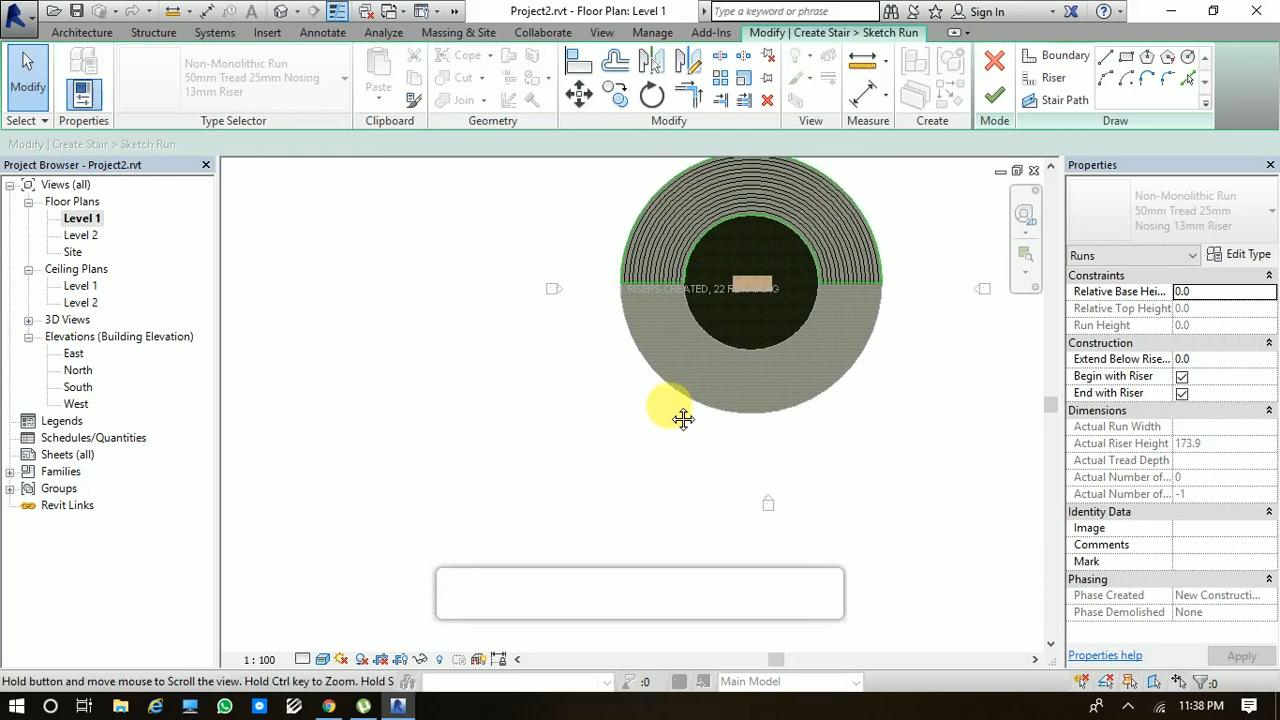 Project2.rvt - Floor Plan: Level 1
Type a keyword or phrase
Sign In
Architecture
Structure
Systems
Insert
Annotate
Analyze
Massing & Site
Collaborate
View
Manage
Add-Ins
Modify | Create Stair > Sketch Run
Modify
Select
Properties
Non-Monolithic Run
50mm Tread 25mm Nosing
13mm Riser
Type Selector
Paste
Clipboard
Cope
Cut
Join
Geometry
Modify
View
Measure
Create
Mode
Boundary
Riser
Stair Path
Draw
Modify | Create Stair > Sketch Run
Project Browser - Project2.rvt
Views (all)
Floor Plans
Level 1
Level 2
Site
Ceiling Plans
Level 1
Level 2
3D Views
Elevations (Building Elevation)
East
North
South
West
Legends
Schedules/Quantities
Sheets (all)
Families
Groups
Revit Links
RISERS CREATED, 22 REMAINING
2D
Properties
Non-Monolithic Run
50mm Tread 25mm
Nosing 13mm Riser
Runs
Edit Type
Constraints
Relative Base Hei... 0.0
Relative Top Height 0.0
Run Height 0.0
Construction
Extend Below Rise... 0.0
Begin with Riser
End with Riser
Dimensions
Actual Run Width
Actual Riser Height 173.9
Actual Tread Depth
Actual Number of... 0
Actual Number of... -1
Identity Data
Image
Comments
Mark
Phasing
Phase Created New Constructi...
Phase Demolished None
Properties help
Apply
1 : 100
Hold button and move mouse to Scroll the view. Hold Ctrl key to Zoom. Hold S
:0
Main Model
:0
11:38 PM